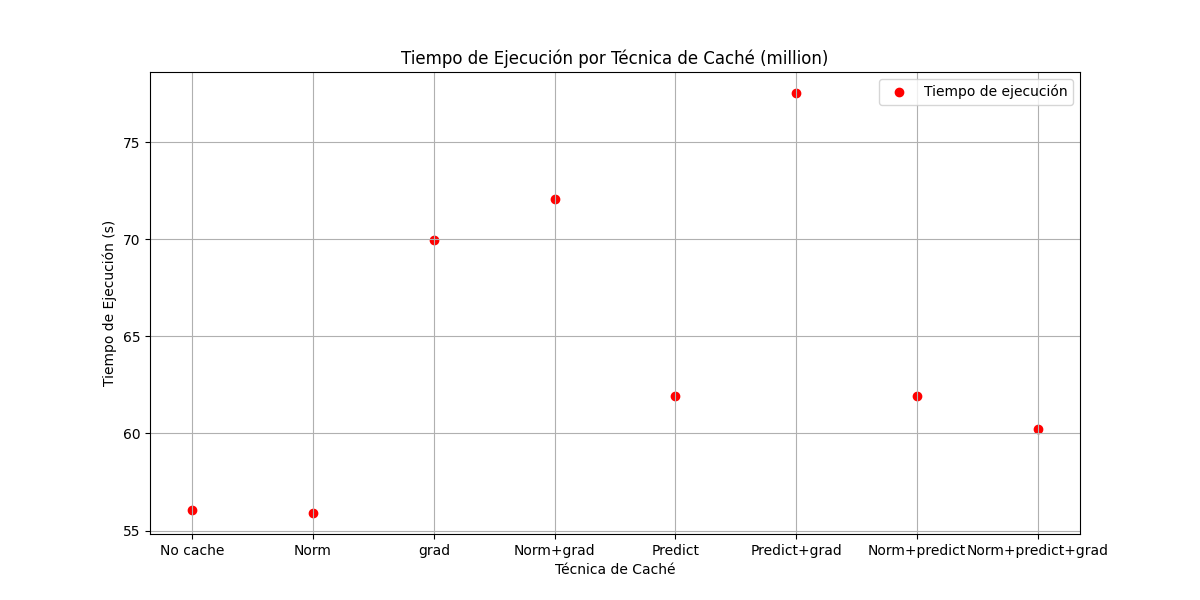 Tiempo de Ejecución por Técnica de Caché (million)
Tiempo de ejecución
Tiempo de Ejecución (s)
75
70
65
60
55
No cache Norm grad Norm+grad Predict Predict+grad Norm+predict Norm+predict+grad
Técnica de Caché